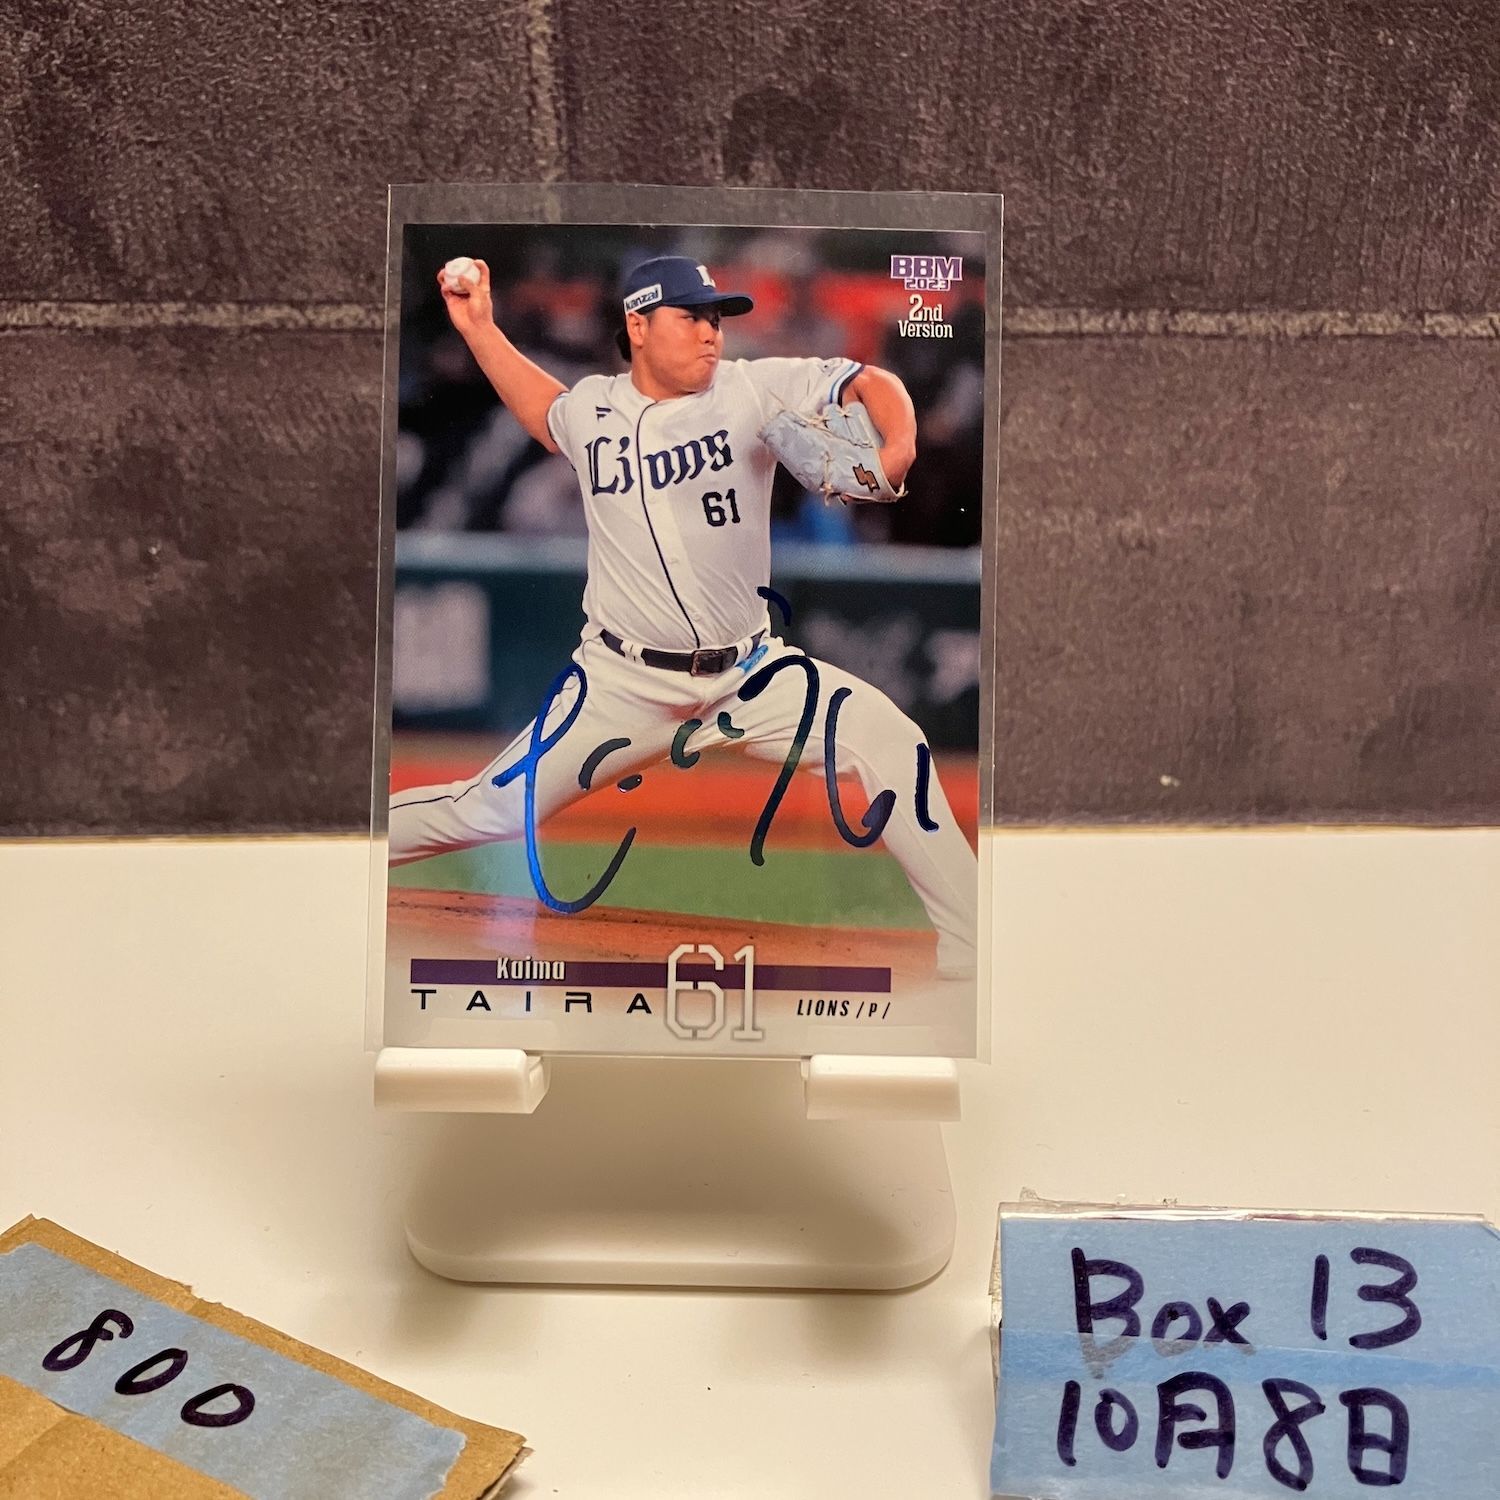 BBM
2023
2nd
Version
kanzai
Lions
61
61
Kaima
TAIRA 61 LIONS / P /
800
Box 13
10月8日